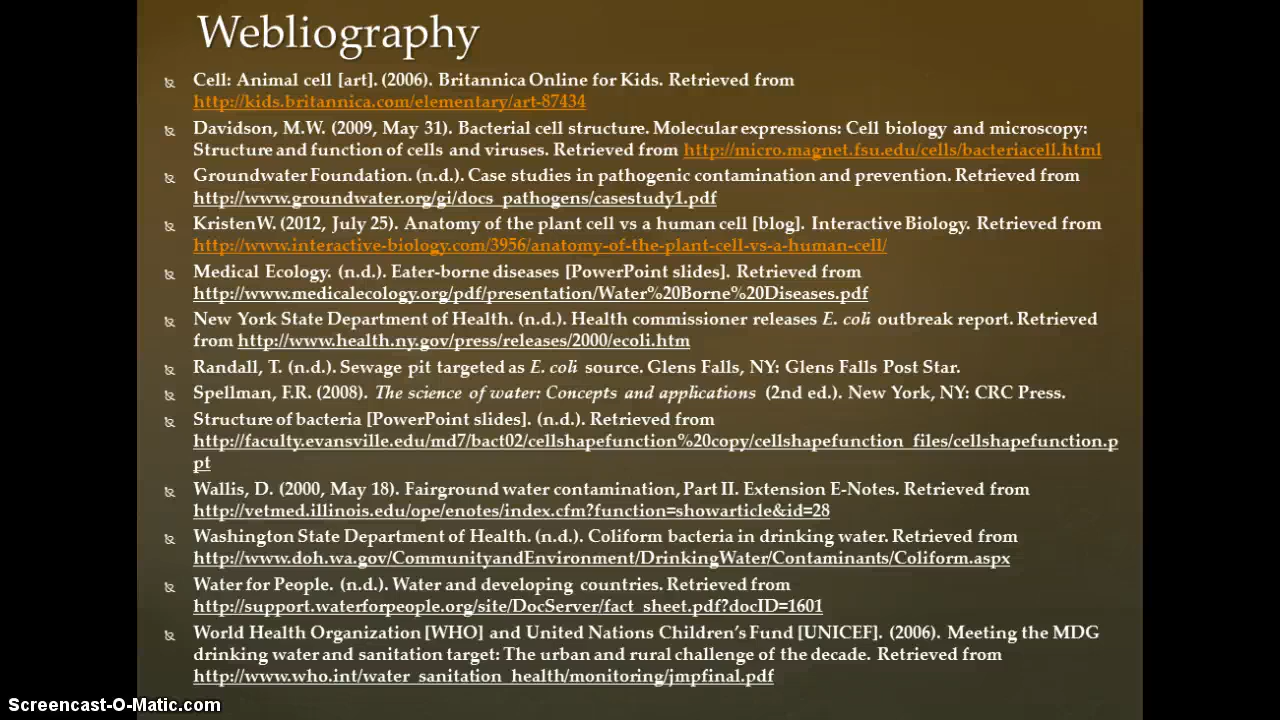 Webliography
Cell: Animal cell [art]. (2006). Britannica Online for Kids. Retrieved from
http://kids.britannica.com/elementary/art-87434
Davidson, M.W. (2009, May 31). Bacterial cell structure. Molecular expressions: Cell biology and microscopy:
Structure and function of cells and viruses. Retrieved from http://micro.magnet.fsu.edu/cells/bacteriacell.html
Groundwater Foundation. (n.d.). Case studies in pathogenic contamination and prevention. Retrieved from
http://www.groundwater.org/gi/docs_pathogens/casestudy1.pdf
KristenW. (2012, July 25). Anatomy of the plant cell vs a human cell [blog]. Interactive Biology. Retrieved from
http://www.interactive-biology.com/3956/anatomy-of-the-plant-cell-vs-a-human-cell/
Medical Ecology. (n.d.). Eater-borne diseases [PowerPoint slides]. Retrieved from
http://www.medicalecology.org/pdf/presentation/Water%20Borne%20Diseases.pdf
New York State Department of Health. (n.d.). Health commissioner releases E. coli outbreak report. Retrieved
from http://www.health.ny.gov/press/releases/2000/ecoli.htm
Randall, T. (n.d.). Sewage pit targeted as E. coli source. Glens Falls, NY: Glens Falls Post Star.
Spellman, F.R. (2008). The science of water: Concepts and applications (2nd ed.). New York, NY: CRC Press.
Structure of bacteria [PowerPoint slides]. (n.d.). Retrieved from
http://faculty.evansville.edu/md7/bact02/cellshapefunction%20copy/cellshapefunction_files/cellshapefunction.p
pt
Wallis, D. (2000, May 18). Fairground water contamination, Part II. Extension E-Notes. Retrieved from
http://vetmed.illinois.edu/ope/enotes/index.cfm?function=showarticle&id=28
Washington State Department of Health. (n.d.). Coliform bacteria in drinking water. Retrieved from
http://www.doh.wa.gov/CommunityandEnvironment/DrinkingWater/Contaminants/Coliform.aspx
Water for People. (n.d.). Water and developing countries. Retrieved from
http://support.waterforpeople.org/site/DocServer/fact_sheet.pdf?docID=1601
World Health Organization [WHO] and United Nations Children's Fund [UNICEF]. (2006). Meeting the MDG
drinking water and sanitation target: The urban and rural challenge of the decade. Retrieved from
http://www.who.int/water_sanitation_health/monitoring/jmpfinal.pdf
Screencast-O-Matic.com